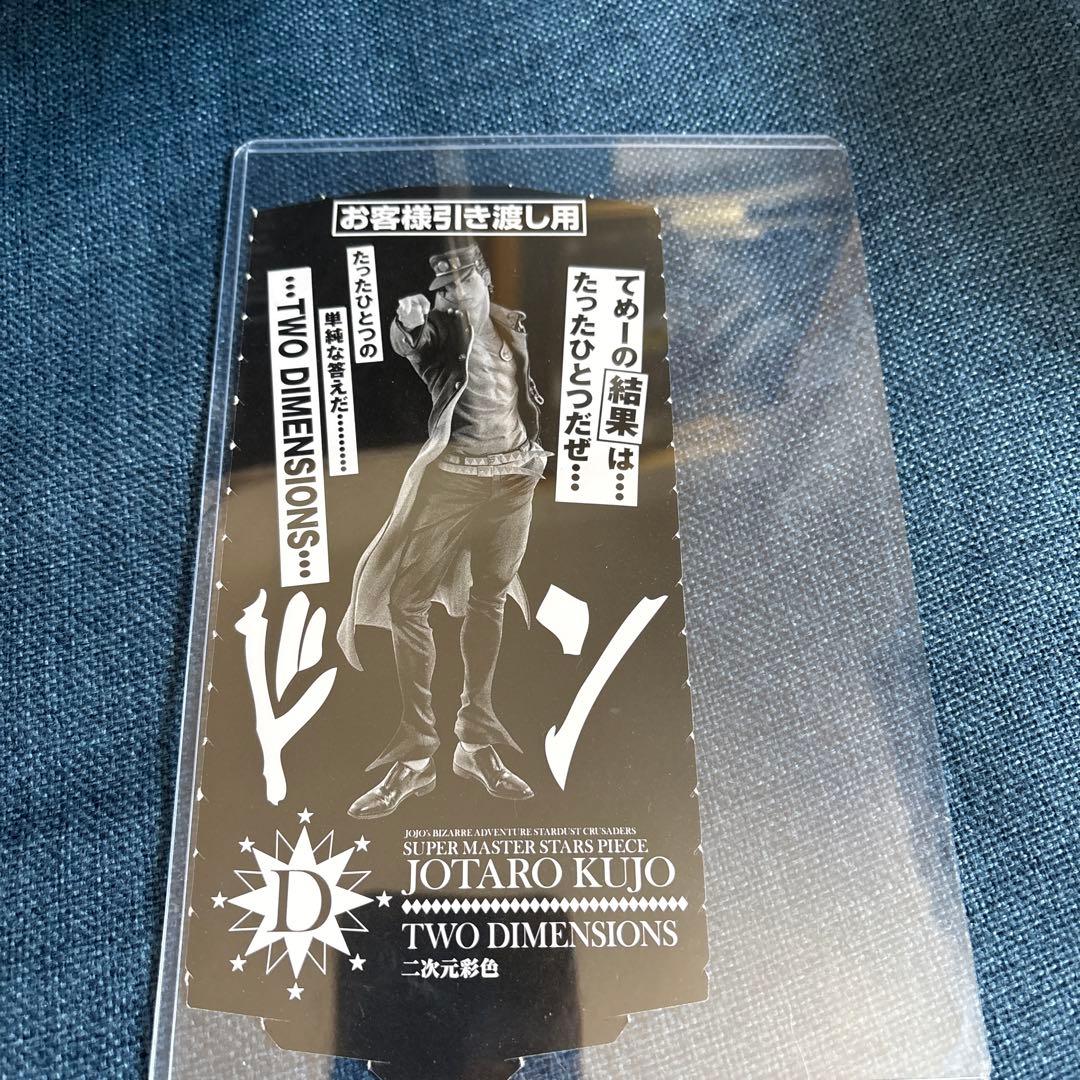 お客様引き渡し用
てめーの結果は…
たったひとつだぜ…
たったひとつの
単純な答えだ………
…TWO DIMENSIONS…
ドン
D
JOJO's BIZARRE ADVENTURE STARDUST CRUSADERS
SUPER MASTER STARS PIECE
JOTARO KUJO
TWO DIMENSIONS
二次元彩色